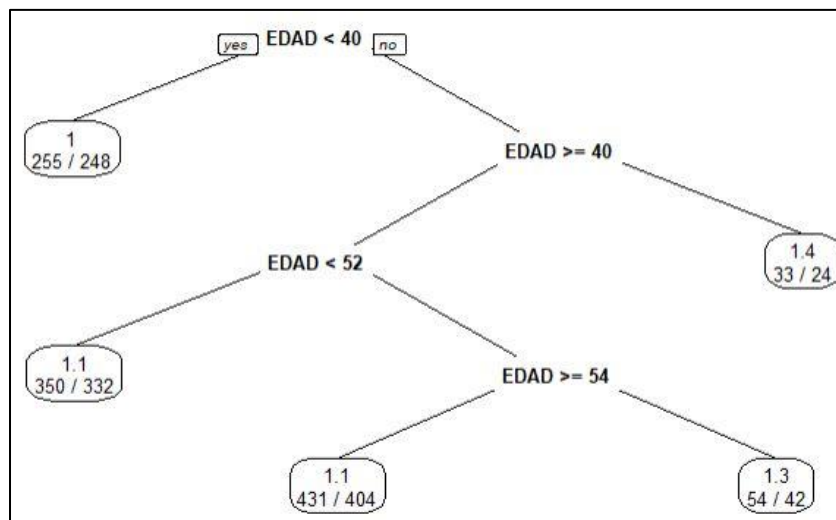 yes EDAD < 40 no
1
255 / 248
EDAD >= 40
1.4
33 / 24
EDAD < 52
1.1
350 / 332
EDAD >= 54
1.1
431 / 404
1.3
54 / 42